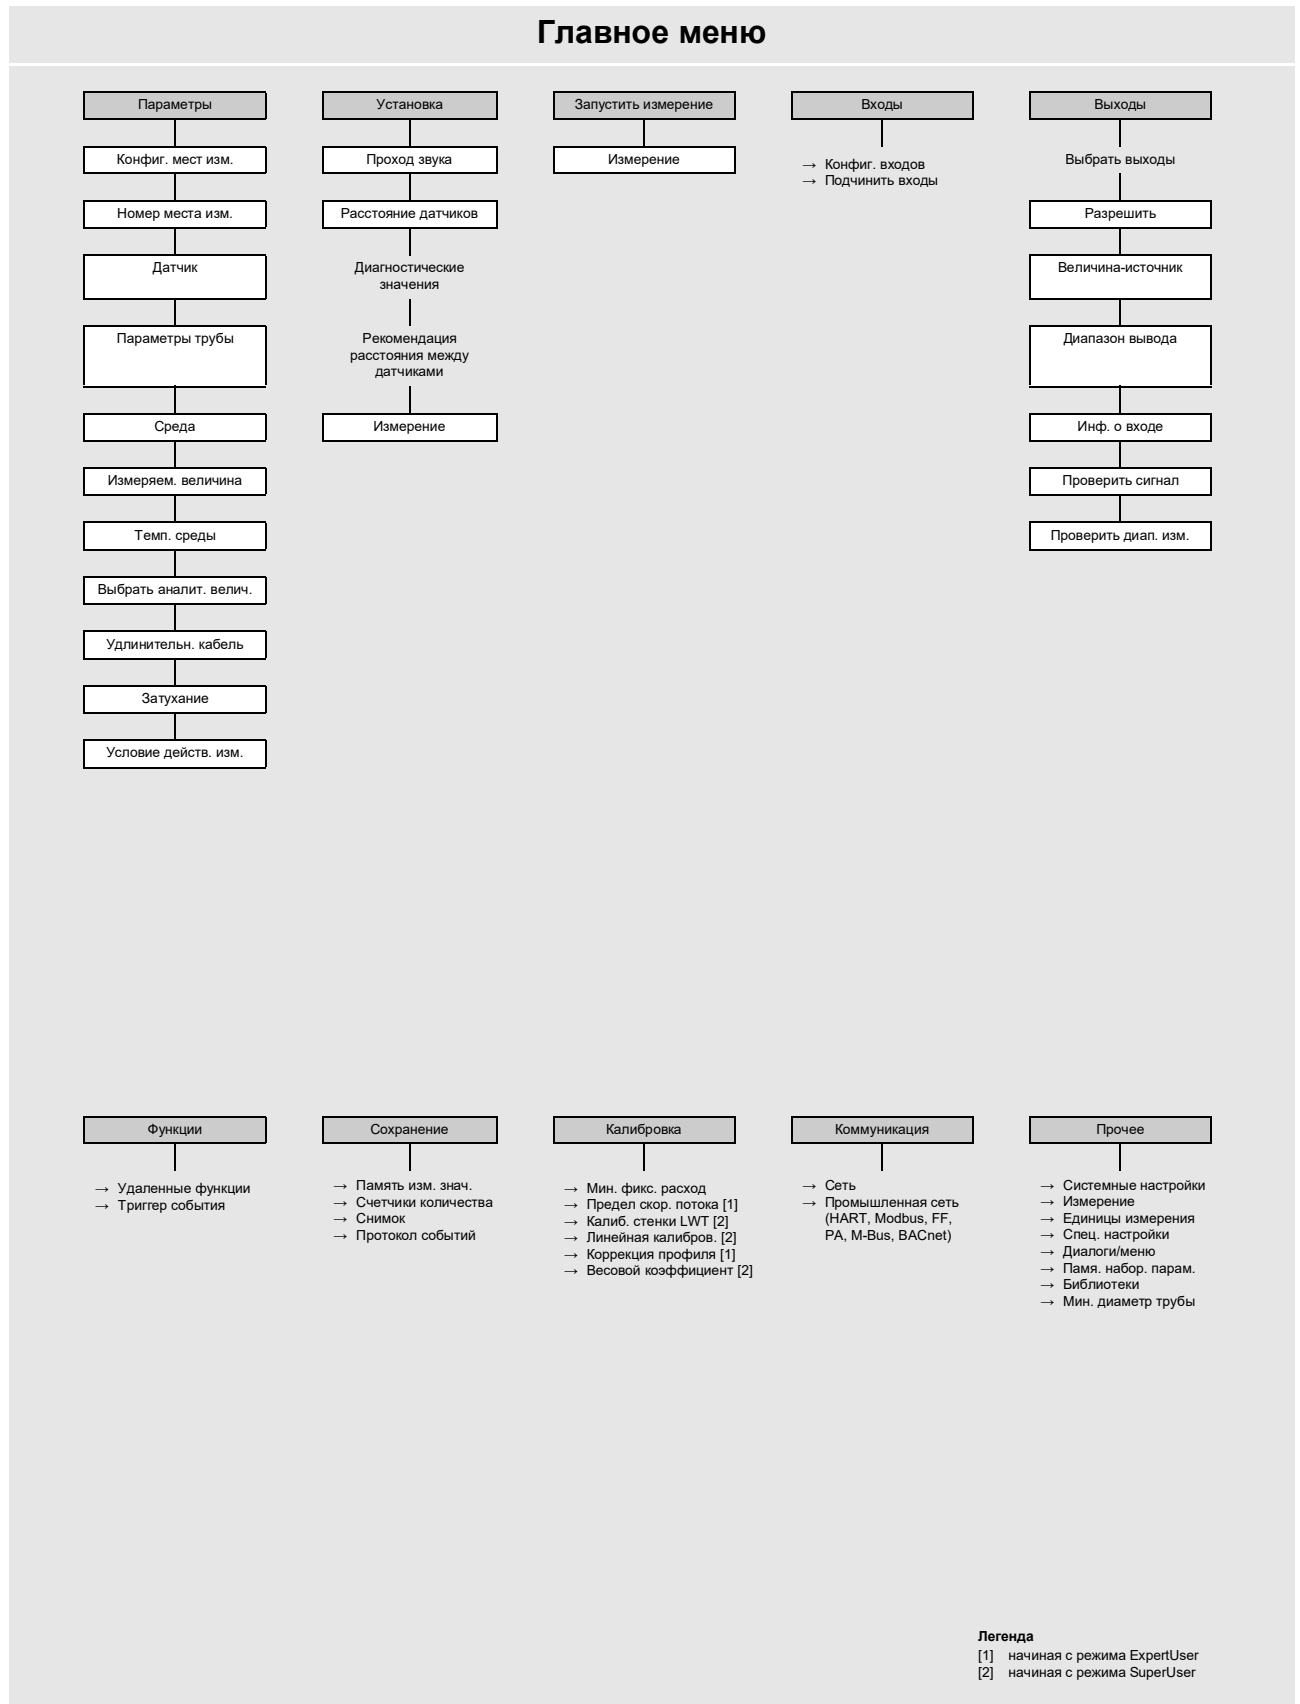 Главное меню
Параметры
Конфиг. мест изм.
Номер места изм.
Датчик
Параметры трубы
Среда
Измеряем. величина
Темп. среды
Выбрать аналит. велич.
Удлинительн. кабель
Затухание
Условие действ. изм.
Установка
Проход звука
Расстояние датчиков
Диагностические
значения
Рекомендация
расстояния между
датчиками
Измерение
Запустить измерение
Измерение
Входы
→ Конфиг. входов
→ Подчинить входы
Выходы
Выбрать выходы
Разрешить
Величина-источник
Диапазон вывода
Инф. о входе
Проверить сигнал
Проверить диап. изм.
Функции
→ Удаленные функции
→ Триггер события
Сохранение
→ Память изм. знач.
→ Счетчики количества
→ Снимок
→ Протокол событий
Калибровка
→ Мин. фикс. расход
→ Предел скор. потока [1]
→ Калиб. стенки LWT [2]
→ Линейная калибров. [2]
→ Коррекция профиля [1]
→ Весовой коэффициент [2]
Коммуникация
→ Сеть
→ Промышленная сеть
(HART, Modbus, FF,
PA, M-Bus, BACnet)
Прочее
→ Системные настройки
→ Измерение
→ Единицы измерения
→ Спец. настройки
→ Диалоги/меню
→ Памя. набор. парам.
→ Библиотеки
→ Мин. диаметр трубы
Легенда
[1] начиная с режима ExpertUser
[2] начиная с режима SuperUser